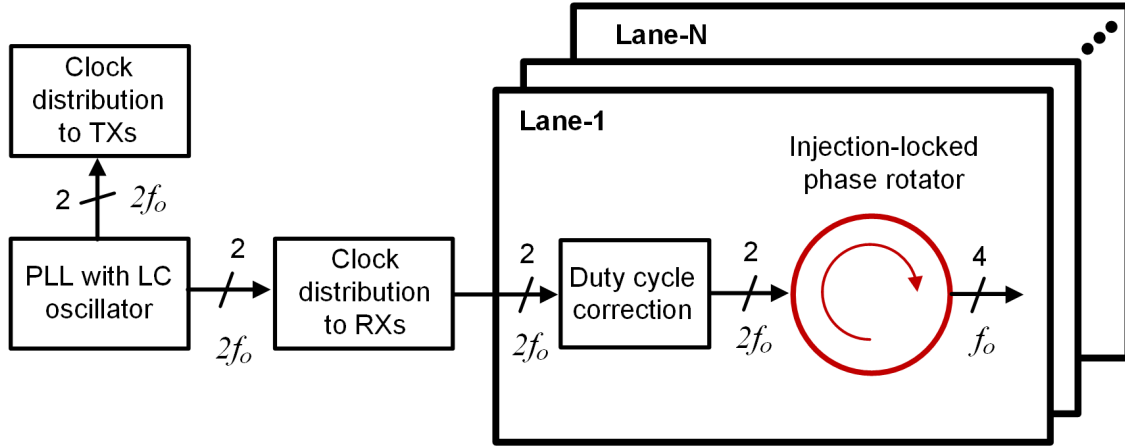 Clock
distribution
to TXs
2
2fₒ
PLL with LC
oscillator
2
2fₒ
Clock
distribution
to RXs
Lane-N
Lane-1
2
2fₒ
Duty cycle
correction
2
2fₒ
Injection-locked
phase rotator
4
fₒ